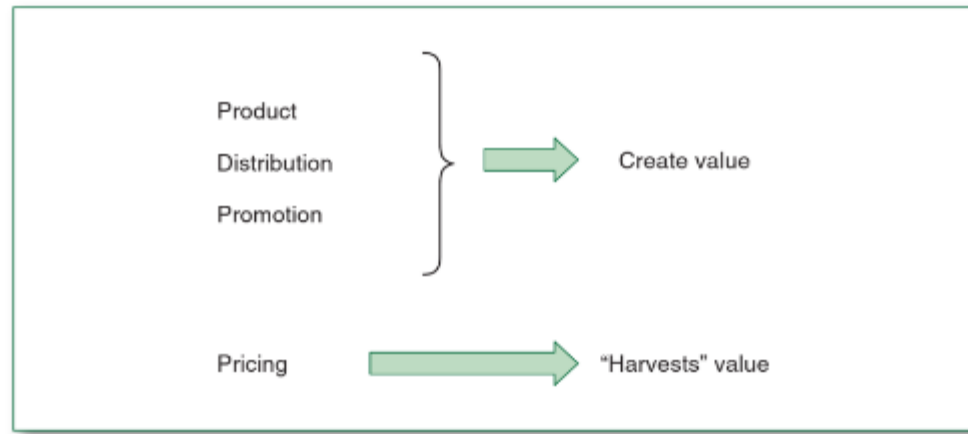 Product
Distribution
Promotion
Create value
Pricing
“Harvests” value